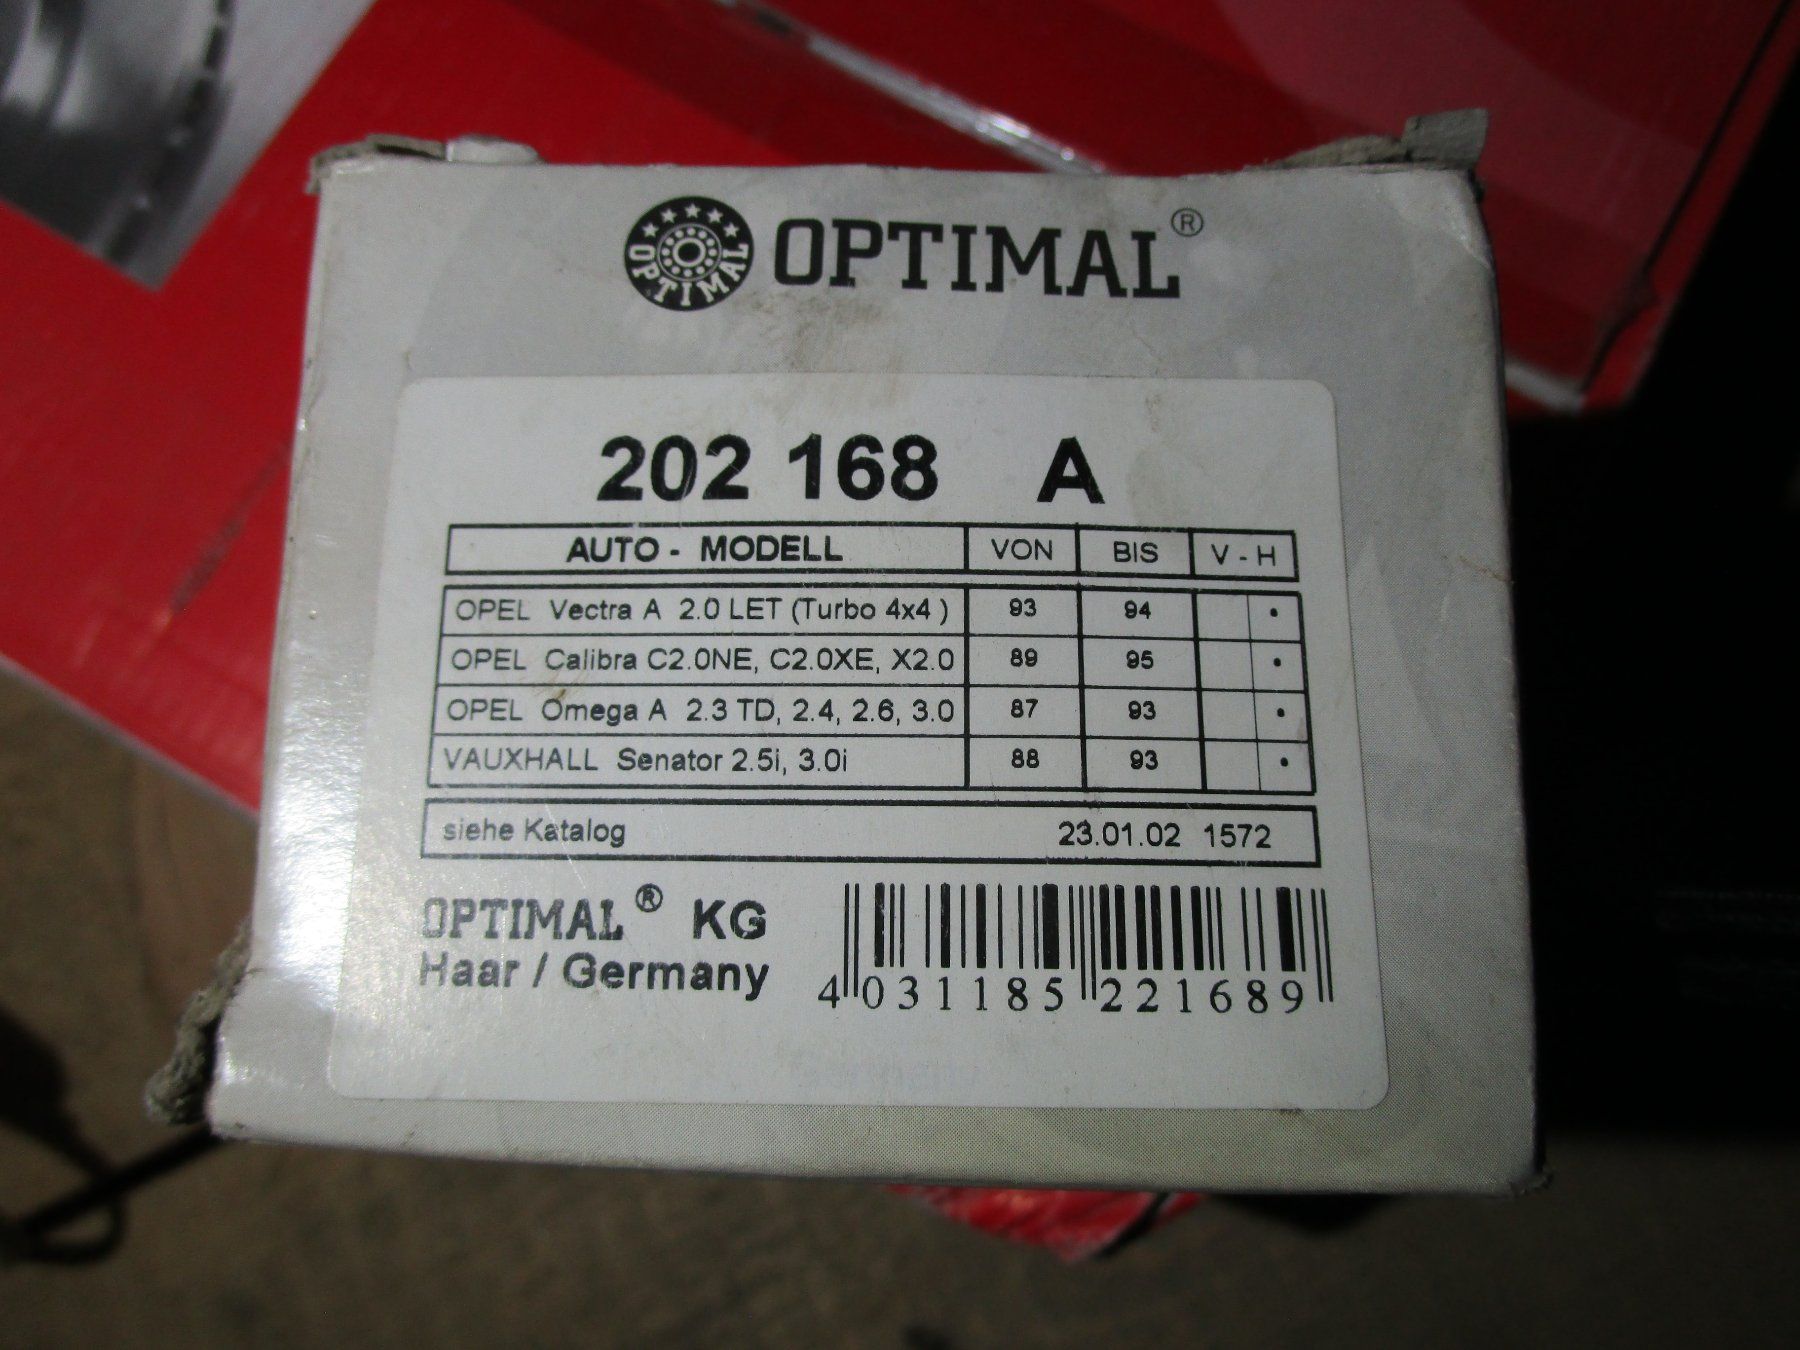 OPTIMAL OPTIMAL®
202 168 A
AUTO - MODELL VON BIS V - H
OPEL Vectra A 2.0 LET (Turbo 4x4 ) 93 94 •
OPEL Calibra C2.0NE, C2.0XE, X2.0 89 95 •
OPEL Omega A 2.3 TD, 2.4, 2.6, 3.0 87 93 •
VAUXHALL Senator 2.5i, 3.0i 88 93 •
siehe Katalog 23.01.02 1572
OPTIMAL® KG
Haar / Germany
4 031185 221689